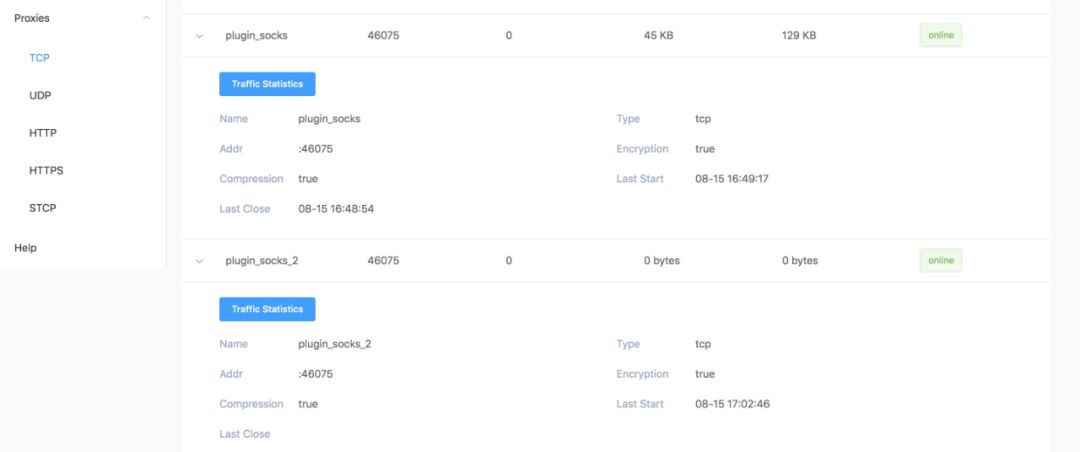 Proxies
TCP
UDP
HTTP
HTTPS
STCP
Help
plugin_socks 46075 0 45 KB 129 KB online
Traffic Statistics
Name plugin_socks Type tcp
Addr :46075 Encryption true
Compression true Last Start 08-15 16:49:17
Last Close 08-15 16:48:54
plugin_socks_2 46075 0 0 bytes 0 bytes online
Traffic Statistics
Name plugin_socks_2 Type tcp
Addr :46075 Encryption true
Compression true Last Start 08-15 17:02:46
Last Close